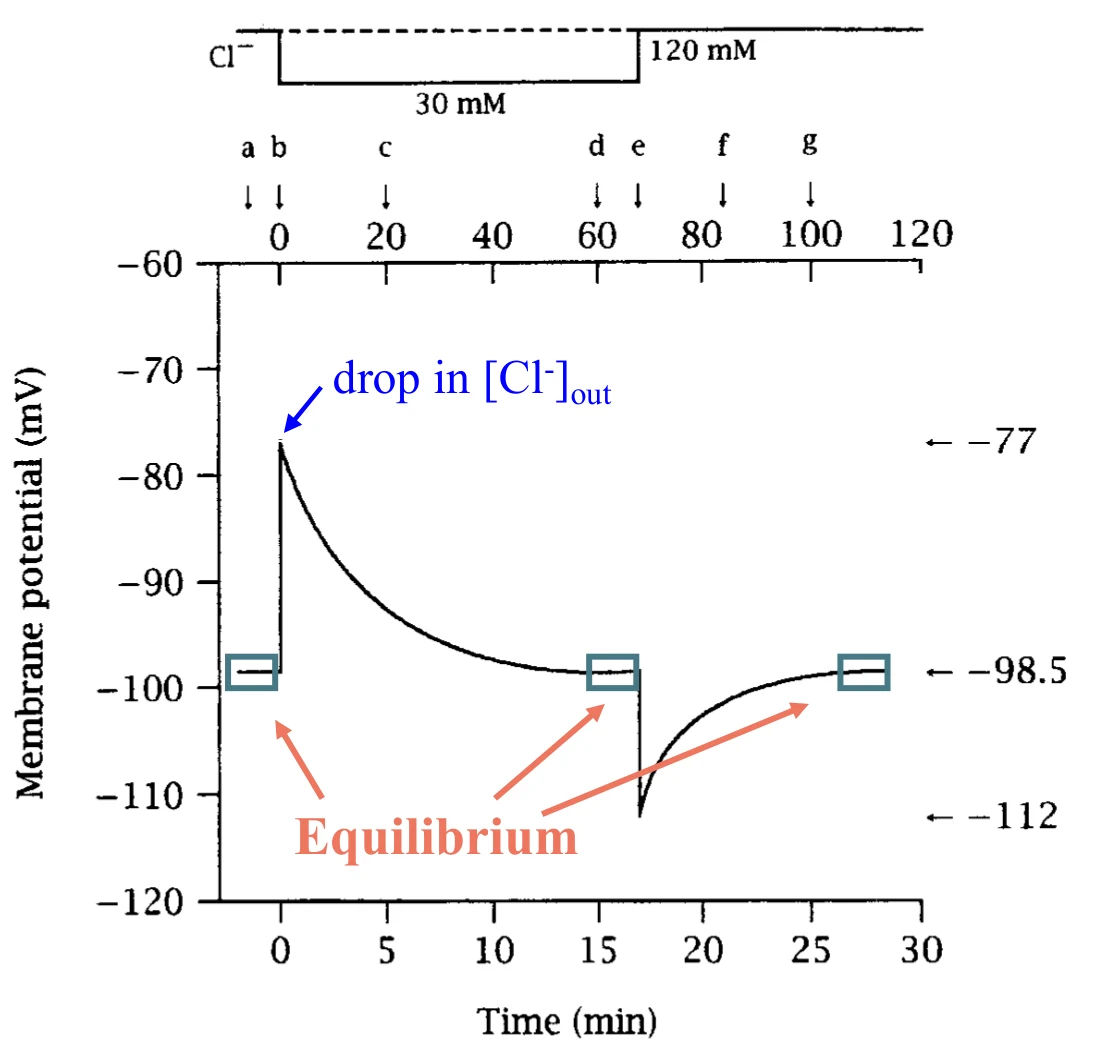 Cl⁻
120 mM
30 mM
a b c d e f g
0 20 40 60 80 100 120
−60
drop in [Cl-]out
−70
−77
−80
−90
−98.5
−100
−110
−112
Equilibrium
−120
0 5 10 15 20 25 30
Time (min)
Membrane potential (mV)